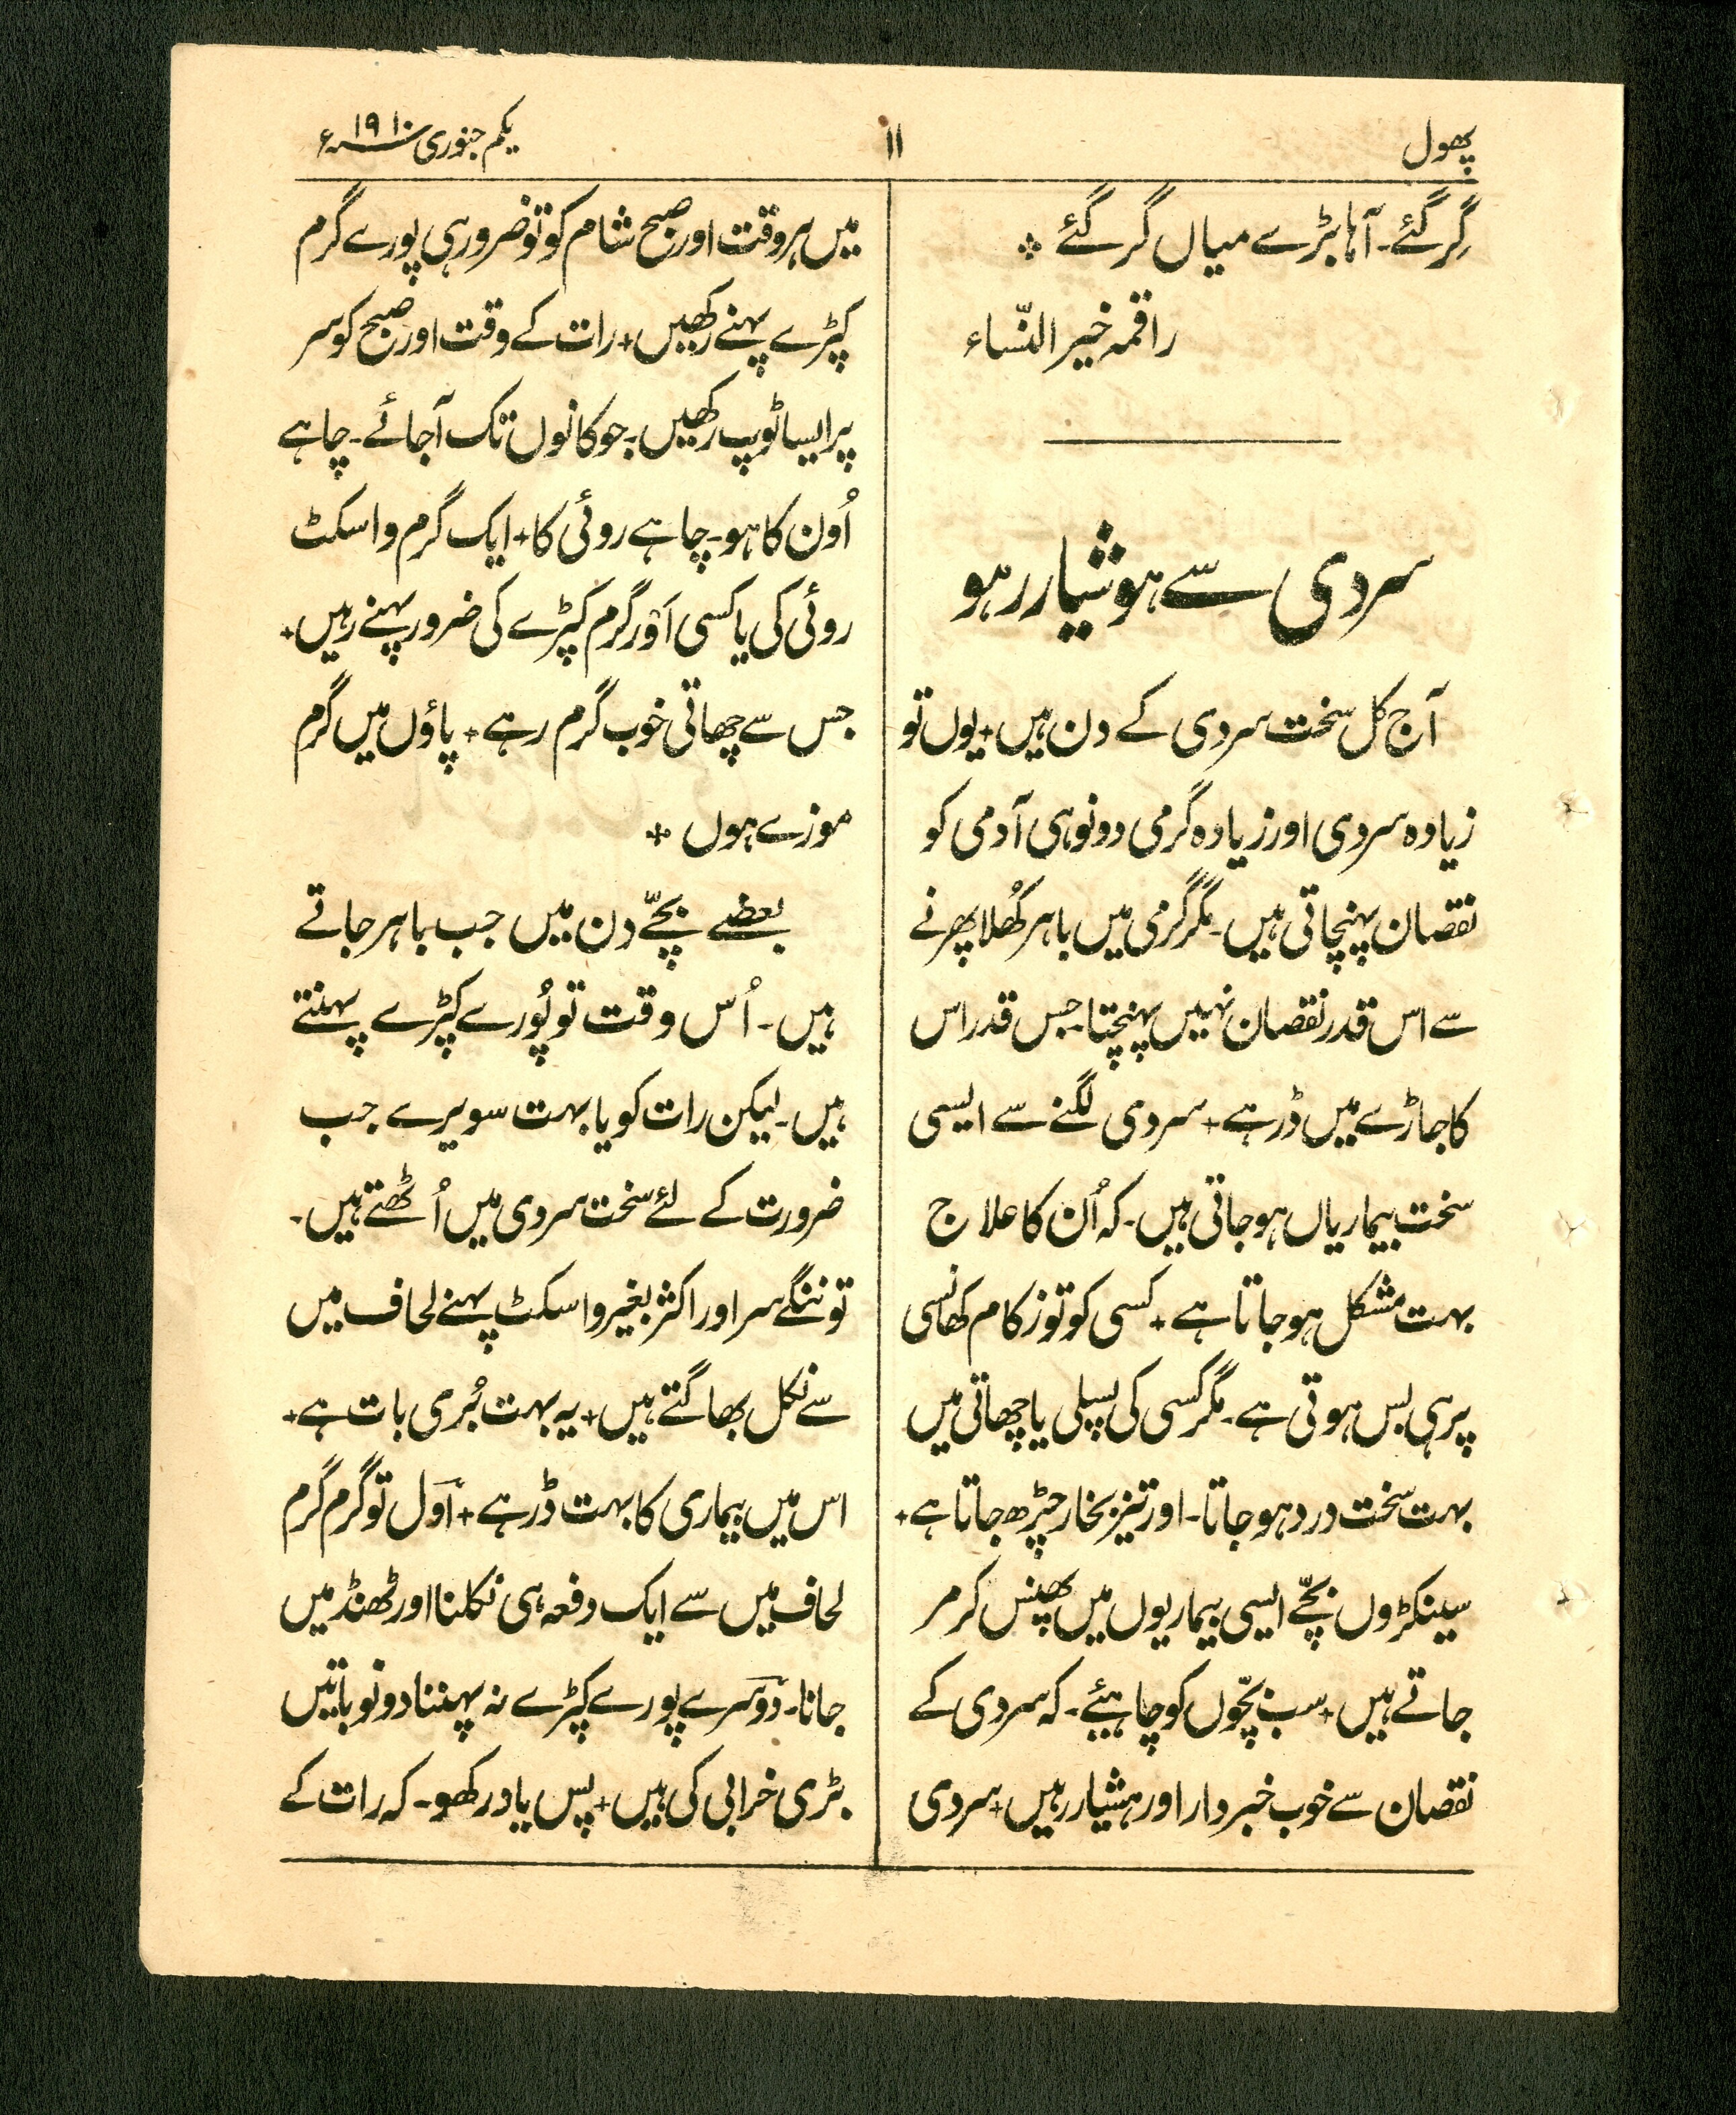 پھول
۱۱
یکم جنوری ۱۹۱۰ء
گِر گئے۔ آہا بڑے میاں گر گئے ❖
راقمہ خیر النّساء
سردی سے ہوشیار رہو
آج کل سخت سردی کے دن ہیں + یوں تو
زیادہ سردی اور زیادہ گرمی دونو ہی آدمی کو
نقصان پہنچاتی ہیں۔ مگر گرمی میں باہر کُھلا پھرنے
سے اس قدر نقصان نہیں پہنچتا۔ جس قدر اس
کا جاڑے میں ڈر ہے + سردی لگنے سے ایسی
سخت بیماریاں ہو جاتی ہیں۔ کہ اُن کا علاج
بہت مشکل ہو جاتا ہے + کسی کو تو زکام کھانسی
پر ہی بس ہوتی ہے۔ مگر کسی کی پسلی یا چھاتی میں
بہت سخت درد ہو جاتا۔ اور تیز بخار چڑھ جاتا ہے +
سینکڑوں بچّے ایسی بیماریوں میں پھنس کر مر
جاتے ہیں + سب بچّوں کو چاہیئے۔ کہ سردی کے
نقصان سے خوب خبردار اور ہشیار رہیں + سردی
میں ہر وقت اور صبح شام کو تو ضرور ہی پورے گرم
کپڑے پہنے رکھیں + رات کے وقت اور صبح کو سر
پر ایسا ٹوپ رکھیں۔ جو کانوں تک آجائے۔ چاہے
اُون کا ہو۔ چاہے روئی کا + ایک گرم واسکٹ
روئی کی یا کسی اَوْر گرم کپڑے کی ضرور پہنے رہیں +
جس سے چھاتی خوب گرم رہے + پاؤں میں گرم
موزے ہوں ❖
بعضے بچّے دن میں جب باہر جاتے
ہیں۔ اُس وقت تو پُورے کپڑے پہنتے
ہیں۔ لیکن رات کو یا بہت سویرے جب
ضرورت کے لئے سخت سردی میں اُٹھتے ہیں۔
تو ننگے سر اور اکثر بغیر واسکٹ پہنے لحاف میں
سے نکل بھاگتے ہیں + یہ بہت بُری بات ہے +
اس میں بیماری کا بہت ڈر ہے + اوّل تو گرم گرم
لحاف میں سے ایک دفعہ ہی نکلنا اور ٹھنڈ میں
جانا۔ دوسرے پورے کپڑے نہ پہننا دونو باتیں
بڑی خرابی کی ہیں + پس یاد رکھو۔ کہ رات کے